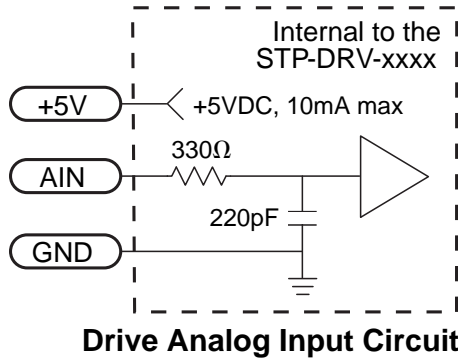 Internal to the
STP-DRV-xxxx
+5V
+5VDC, 10mA max
330Ω
AIN
220pF
GND
Drive Analog Input Circuit